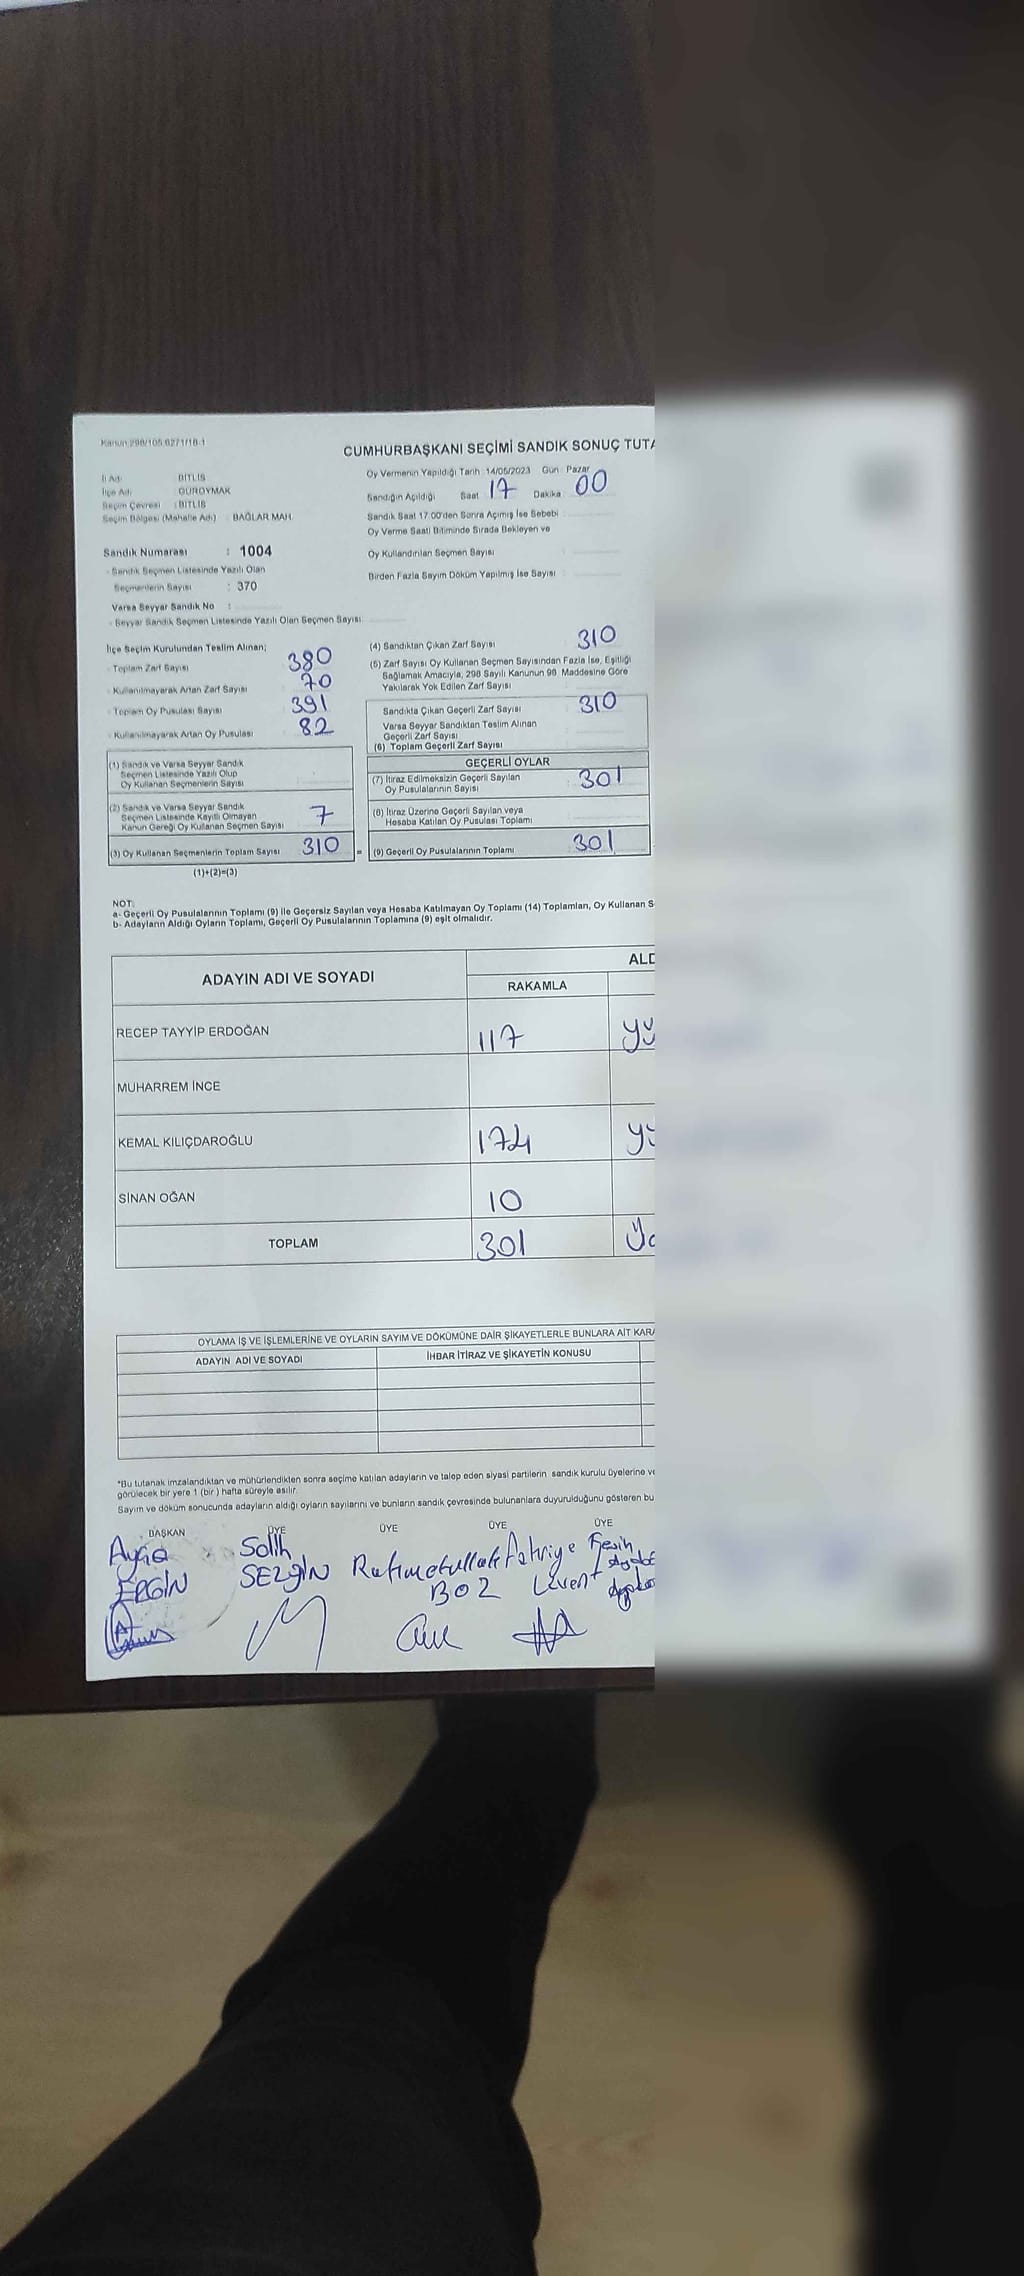 Kanun 298/105,6271/18-1
CUMHURBAŞKANI SEÇİMİ SANDIK SONUÇ TUTA
İl Adı : BİTLİS
İlçe Adı : GÜROYMAK
Seçim Çevresi : BİTLİS
Seçim Bölgesi (Mahalle Adı) : BAĞLAR MAH.
Oy Vermenin Yapıldığı Tarih 14/05/2023 Gün : Pazar
Sandığın Açıldığı Saat 17 Dakika 00
Sandık Saat 17:00'den Sonra Açımış İse Sebebi
Oy Verme Saati Bitiminde Sırada Bekleyen ve
Oy Kullandırılan Seçmen Sayısı :
Birden Fazla Sayım Döküm Yapılmış İse Sayısı :
Sandık Numarası : 1004
- Sandık Seçmen Listesinde Yazılı Olan
Seçmenlerin Sayısı : 370
Varsa Seyyar Sandık No :
- Seyyar Sandık Seçmen Listesinde Yazılı Olan Seçmen Sayısı
İlçe Seçim Kurulundan Teslim Alınan;
- Toplam Zarf Sayısı 380
- Kullanılmayarak Artan Zarf Sayısı 70
- Toplam Oy Pusulası Sayısı 391
- Kullanılmayarak Artan Oy Pusulası 82
(1) Sandık ve Varsa Seyyar Sandık
Seçmen Listesinde Yazılı Olup
Oy Kullanan Seçmenlerin Sayısı
(2) Sandık ve Varsa Seyyar Sandık
Seçmen Listesinde Kayıtlı Olmayan
Kanun Gereği Oy Kullanan Seçmen Sayısı 7
(3) Oy Kullanan Seçmenlerin Toplam Sayısı 310 =
(1)+(2)=(3)
(4) Sandıktan Çıkan Zarf Sayısı 310
(5) Zarf Sayısı Oy Kullanan Seçmen Sayısından Fazla İse, Eşitliği
Sağlamak Amacıyla, 298 Sayılı Kanunun 98. Maddesine Göre
Yakılarak Yok Edilen Zarf Sayısı :
Sandıkta Çıkan Geçerli Zarf Sayısı : 310
Varsa Seyyar Sandıktan Teslim Alınan
Geçerli Zarf Sayısı
(6) Toplam Geçerli Zarf Sayısı
GEÇERLİ OYLAR
(7) İtiraz Edilmeksizin Geçerli Sayılan
Oy Pusulalarının Sayısı : 301
(8) İtiraz Üzerine Geçerli Sayılan veya
Hesaba Katılan Oy Pusulası Toplamı :
(9) Geçerli Oy Pusulalarının Toplamı : 301
NOT:
a- Geçerli Oy Pusulalarının Toplamı (9) ile Geçersiz Sayılan veya Hesaba Katılmayan Oy Toplamı (14) Toplamları, Oy Kullanan S
b- Adayların Aldığı Oyların Toplamı, Geçerli Oy Pusulalarının Toplamına (9) eşit olmalıdır.
ADAYIN ADI VE SOYADI
ALD
RAKAMLA
RECEP TAYYİP ERDOĞAN 117 yü
MUHARREM İNCE
KEMAL KILIÇDAROĞLU 174 yü
SİNAN OĞAN 10
TOPLAM 301
OYLAMA İŞ VE İŞLEMLERİNE VE OYLARIN SAYIM VE DÖKÜMÜNE DAİR ŞİKAYETLERLE BUNLARA AİT KARA
ADAYIN ADI VE SOYADI İHBAR İTİRAZ VE ŞİKAYETİN KONUSU
*Bu tutanak imzalandıktan ve mühürlendikten sonra seçime katılan adayların ve talep eden siyasi partilerin sandık kurulu üyelerine ve
görülecek bir yere 1 (bir) hafta süreyle asılır.
Sayım ve döküm sonucunda adayların aldığı oyların sayılarını ve bunların sandık çevresinde bulunanlara duyurulduğunu gösteren bu
BAŞKAN ÜYE ÜYE ÜYE ÜYE
Salih
ERGİN SEZGİN Rahmetullah Fahriye
BOZ Levent